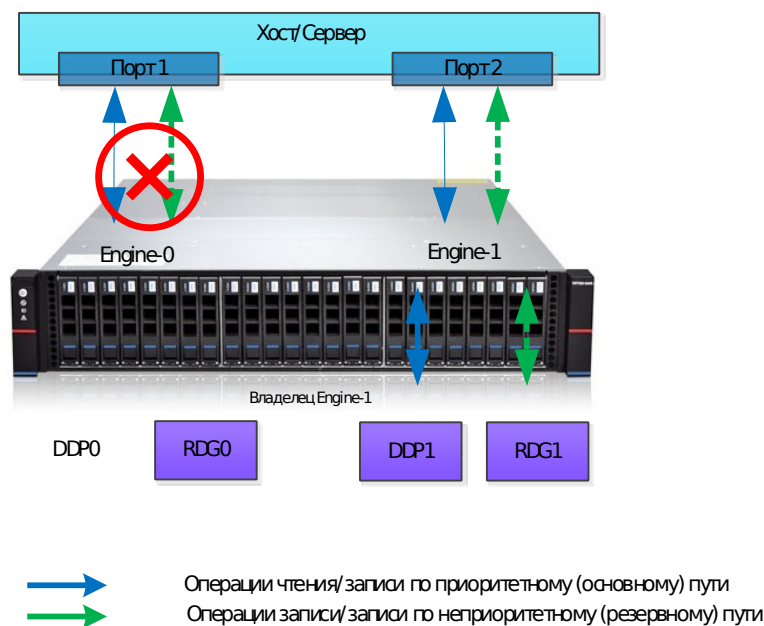 Хост/Сервер
Порт 1
Порт 2
Engine-0
Engine-1
Владелец Engine-1
DDP0
RDG0
DDP1
RDG1
Операции чтения/записи по приоритетному (основному) пути
Операции записи/записи по неприоритетному (резервному) пути